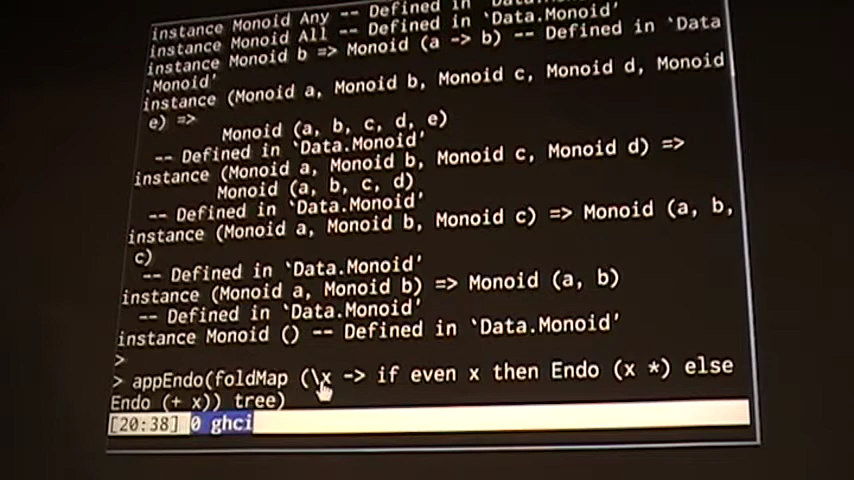 instance Monoid Any -- Defined in `Data.Monoid'
instance Monoid All -- Defined in `Data.Monoid'
instance Monoid b => Monoid (a -> b) -- Defined in `Data
.Monoid'
instance (Monoid a, Monoid b, Monoid c, Monoid d, Monoid
e) =>
Monoid (a, b, c, d, e)
-- Defined in `Data.Monoid'
instance (Monoid a, Monoid b, Monoid c, Monoid d) =>
Monoid (a, b, c, d)
-- Defined in `Data.Monoid'
instance (Monoid a, Monoid b, Monoid c) => Monoid (a, b,
c)
-- Defined in `Data.Monoid'
instance (Monoid a, Monoid b) => Monoid (a, b)
-- Defined in `Data.Monoid'
instance Monoid () -- Defined in `Data.Monoid'
>
> appEndo(foldMap (\x -> if even x then Endo (x *) else
Endo (+ x)) tree)
[20:38] 0 ghci